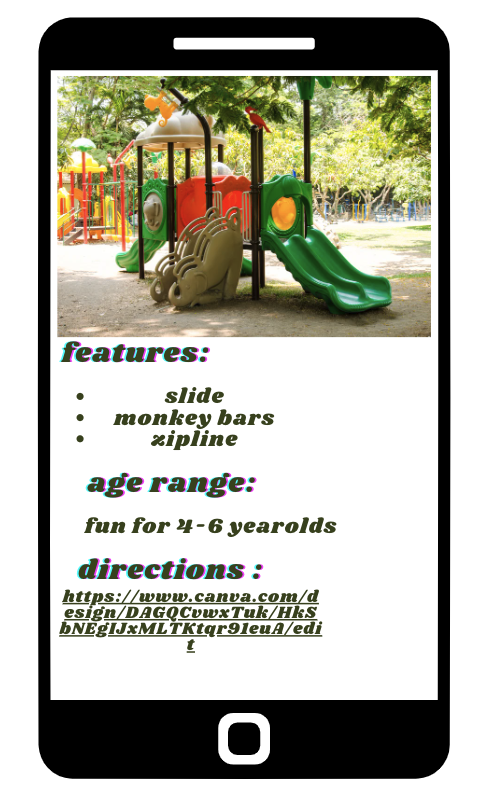 features:
• slide
• monkey bars
• zipline
age range:
fun for 4-6 yearolds
directions :
https://www.canva.com/d
esign/DAGQCvwxTuk/HkS
bNEgIJxMLTKtqr91euA/edi
t